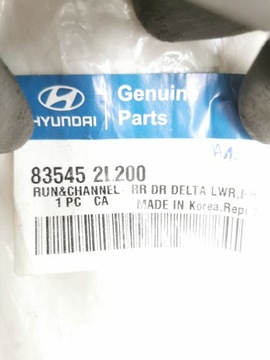 HYUNDAI
Genuine
Parts
83545 2L200
RUN&CHANNEL- RR DR DELTA LWR,
1 PC CA MADE IN Korea,